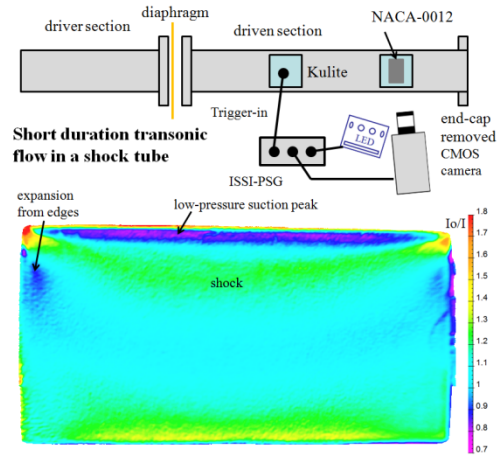 diaphragm
driver section
driven section
NACA-0012
Kulite
Trigger-in
LED
Short duration transonic
flow in a shock tube
ISSI-PSG
end-cap
removed
CMOS
camera
expansion
from edges
low-pressure suction peak
Io/I
shock
1.8
1.7
1.6
1.5
1.4
1.3
1.2
1.1
1
0.9
0.8
0.7